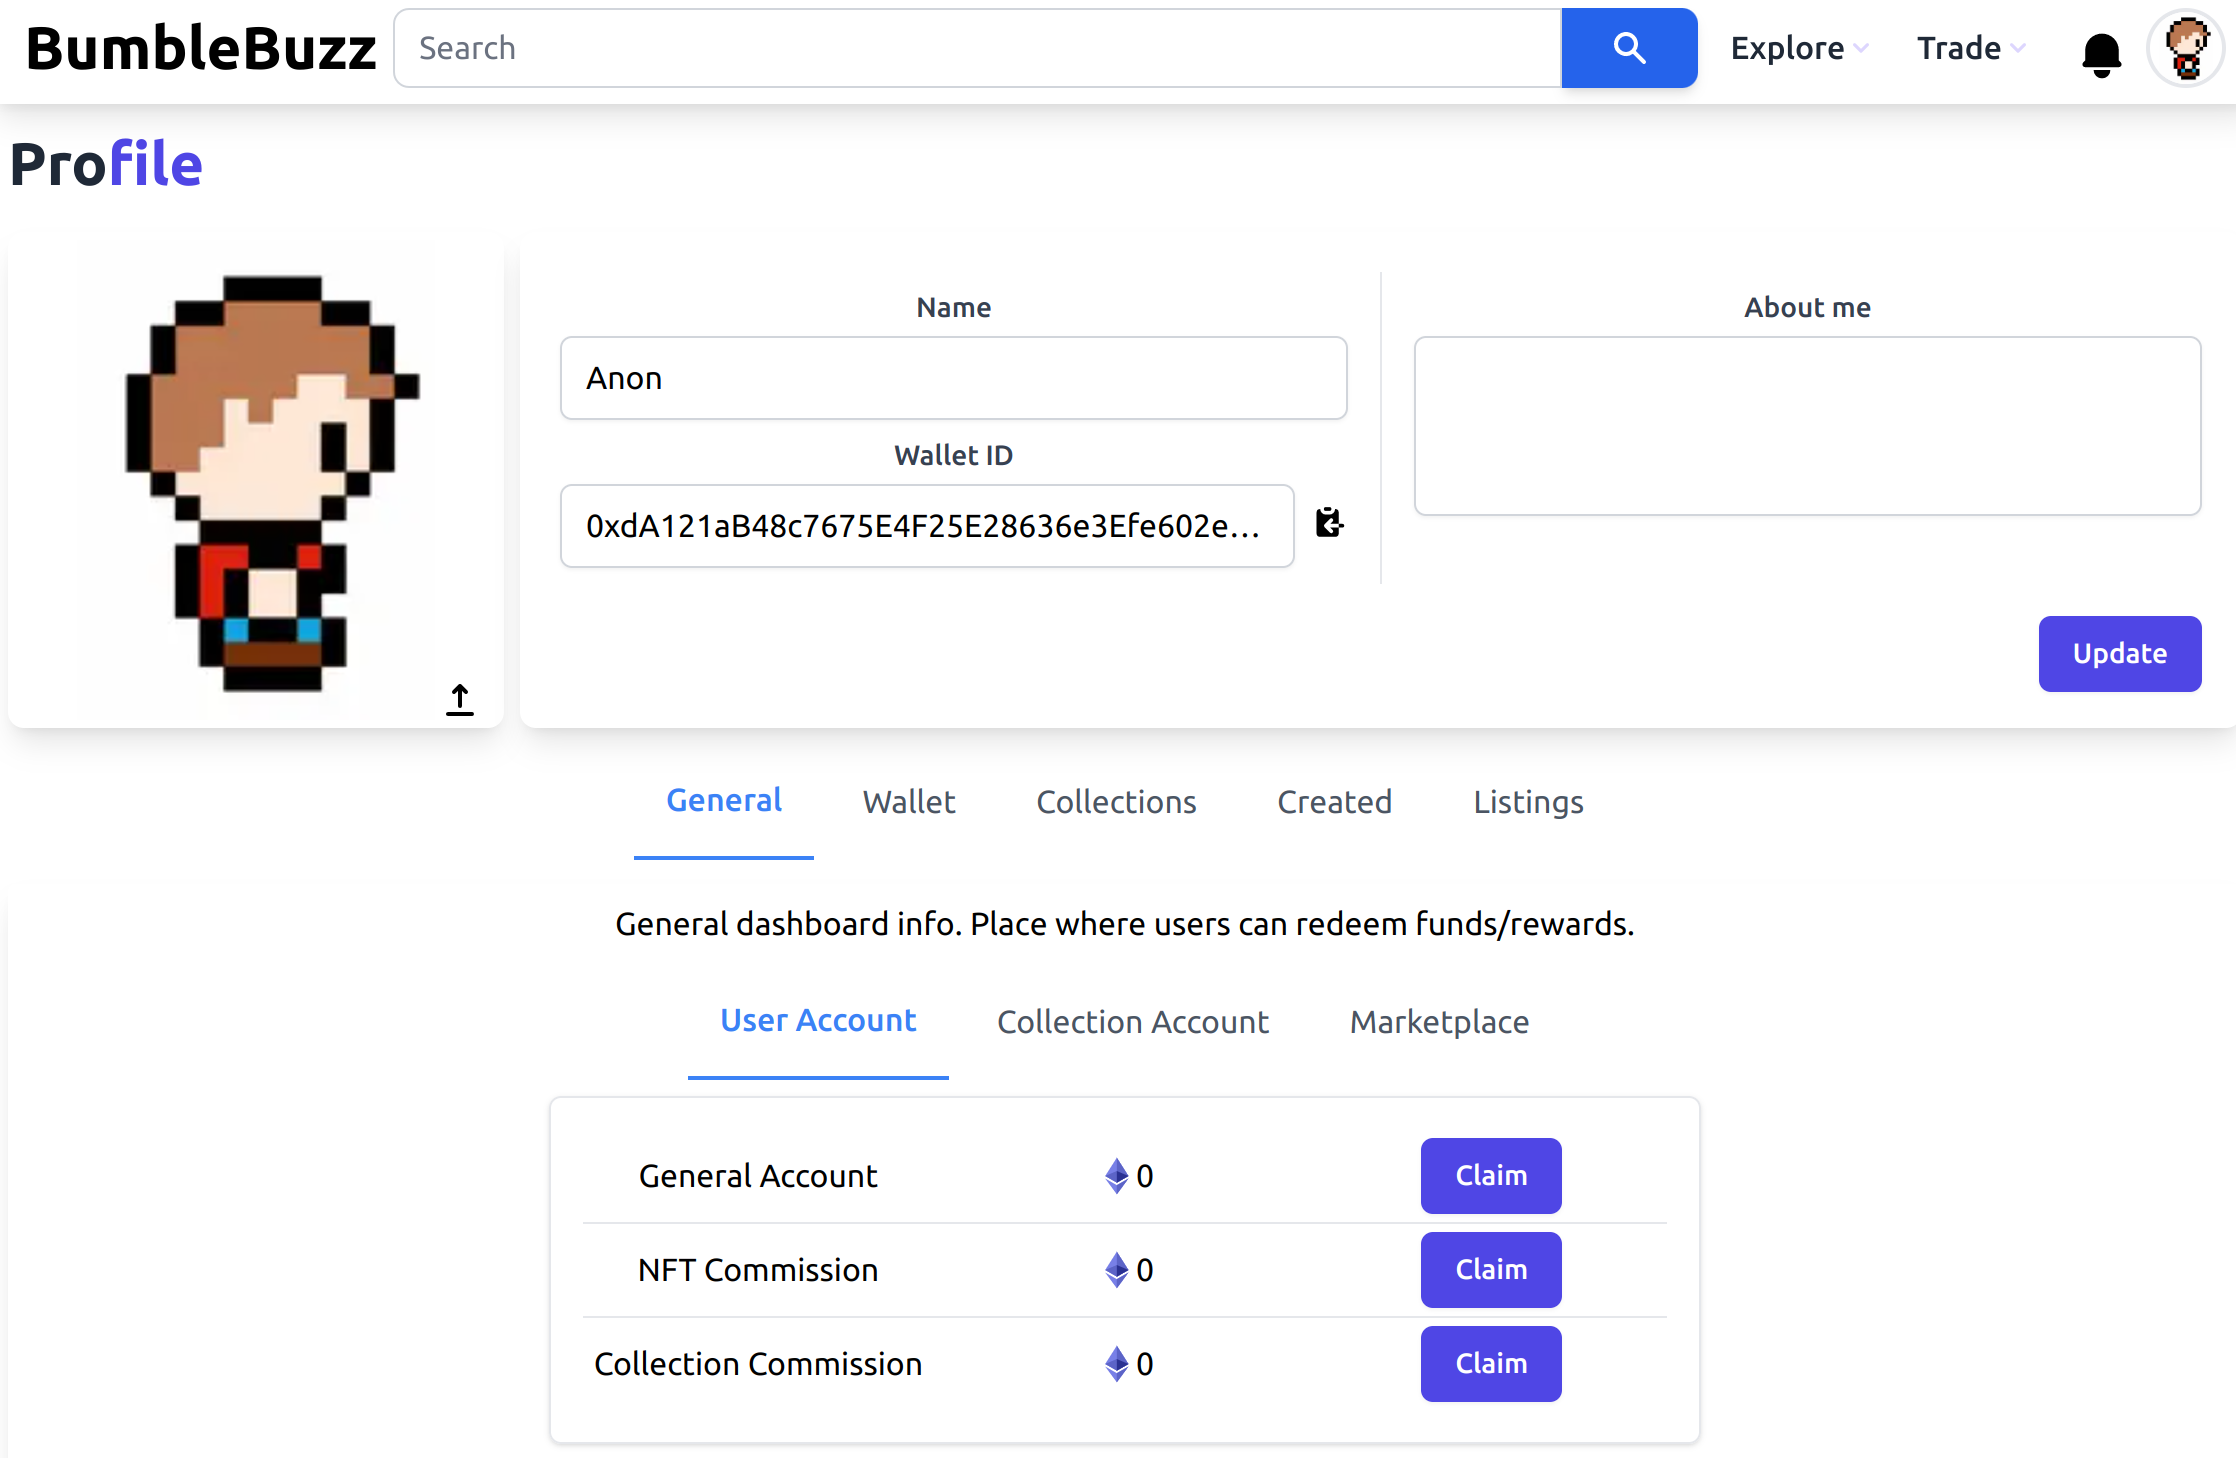 BumbleBuzz
Search
Explore
Trade
Profile
Name
About me
Anon
Wallet ID
0xdA121aB48c7675E4F25E28636e3Efe602e...
Update
General
Wallet
Collections
Created
Listings
General dashboard info. Place where users can redeem funds/rewards.
User Account
Collection Account
Marketplace
General Account
0
Claim
NFT Commission
0
Claim
Collection Commission
0
Claim